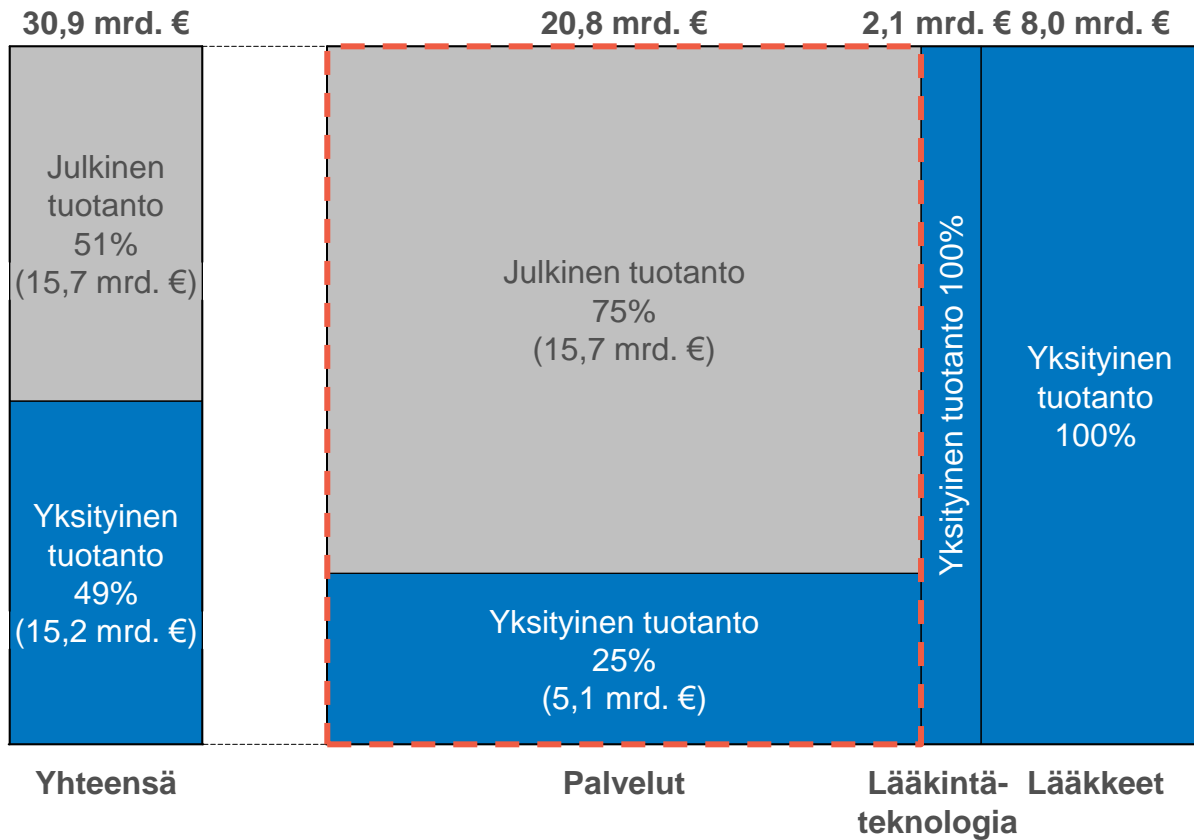 30,9 mrd. €
20,8 mrd. €
2,1 mrd. €
8,0 mrd. €
Julkinen
tuotanto
51%
(15,7 mrd. €)
Yksityinen
tuotanto
49%
(15,2 mrd. €)
Julkinen tuotanto
75%
(15,7 mrd. €)
Yksityinen tuotanto
25%
(5,1 mrd. €)
Yksityinen tuotanto 100%
Yksityinen
tuotanto
100%
Yhteensä
Palvelut
Lääkintä-
teknologia
Lääkkeet